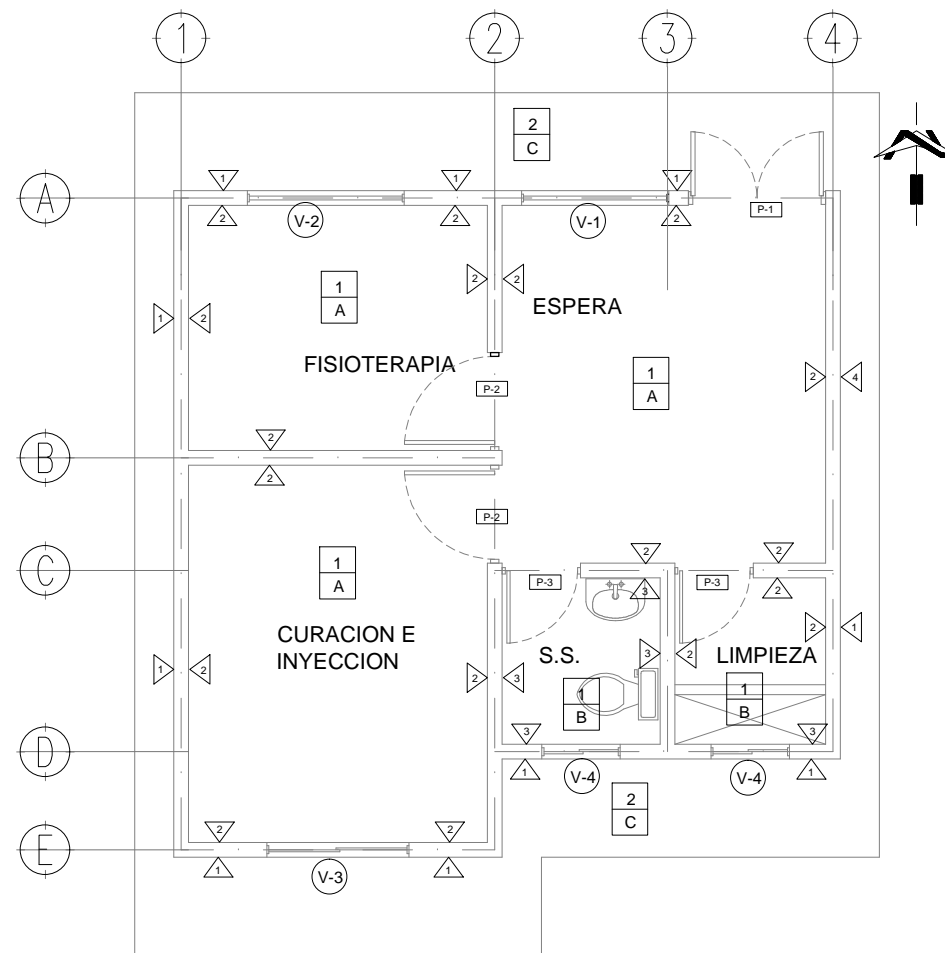 1 2 3 4
2
C
A
1 1 1
2 2 2
V-2 V-1 P-1
2 2
1
A
ESPERA
1 2
FISIOTERAPIA
1
A
2 4
P-2
2
B
2
P-2
C
2 2
1
A
P-3 P-3
3 2
CURACION E
INYECCION
2 1
S.S. LIMPIEZA
3 2
1 2
2 3
1
B
1
B
D
3 3
1 1
V-4 V-4
2
C
2 2
E
1 1
V-3